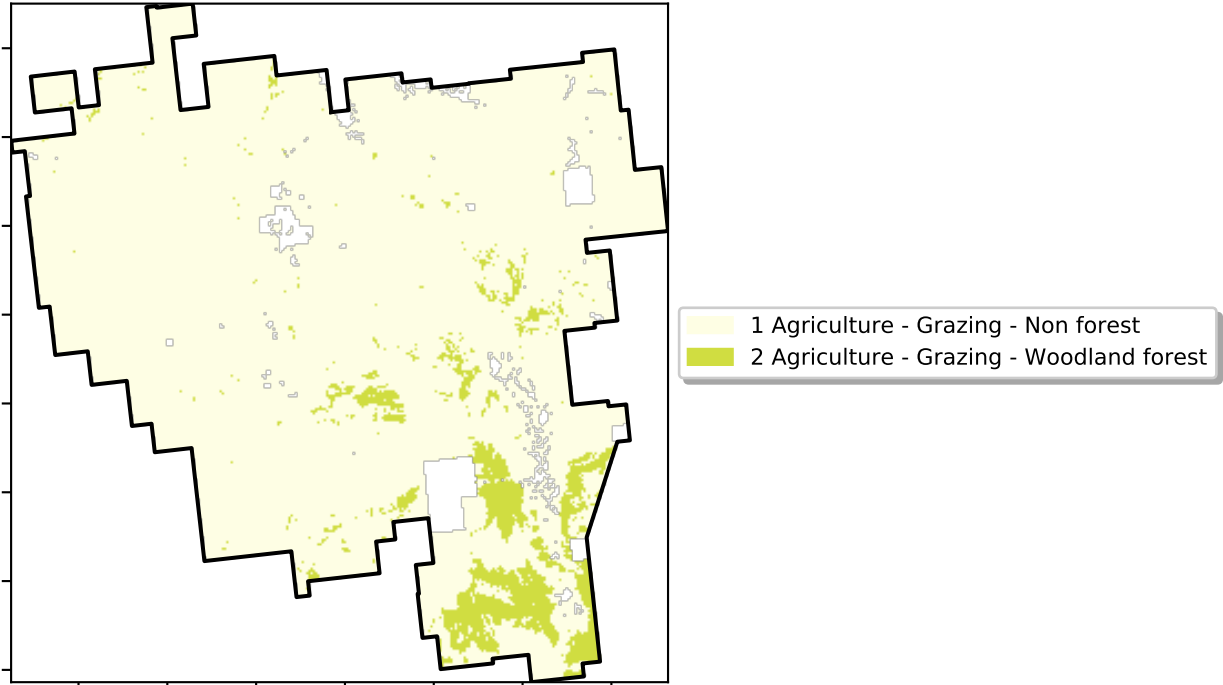 1 Agriculture - Grazing - Non forest
2 Agriculture - Grazing - Woodland forest